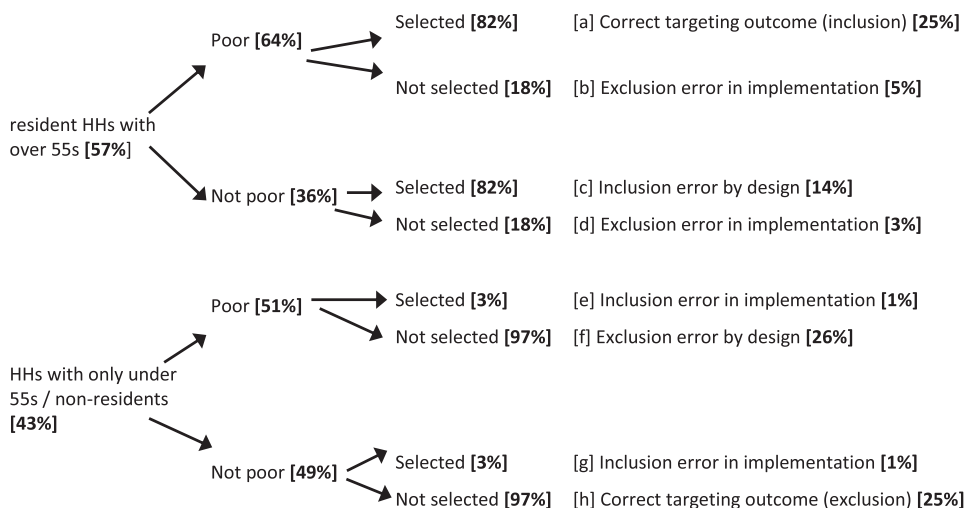 Selected [82%] [a] Correct targeting outcome (inclusion) [25%]
Poor [64%]
Not selected [18%] [b] Exclusion error in implementation [5%]
resident HHs with
over 55s [57%]
Selected [82%] [c] Inclusion error by design [14%]
Not poor [36%]
Not selected [18%] [d] Exclusion error in implementation [3%]
Selected [3%] [e] Inclusion error in implementation [1%]
Poor [51%]
Not selected [97%] [f] Exclusion error by design [26%]
HHs with only under
55s / non-residents
[43%]
Selected [3%] [g] Inclusion error in implementation [1%]
Not poor [49%]
Not selected [97%] [h] Correct targeting outcome (exclusion) [25%]